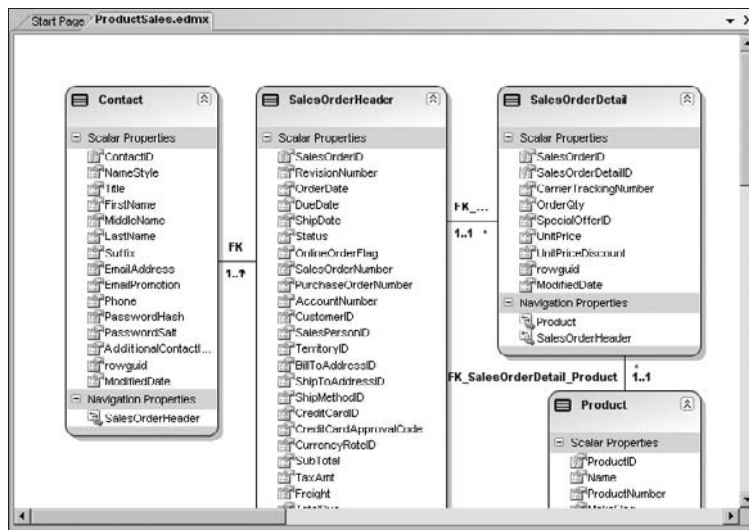 Start Page
ProductSales.edmx
Contact
Scalar Properties
ContactID
NameStyle
Title
FirstName
MiddleName
LastName
Suffix
EmailAddress
EmailPromotion
Phone
PasswordHash
PasswordSalt
AdditionalContactI...
rowguid
ModifiedDate
Navigation Properties
SalesOrderHeader
FK
1..
SalesOrderHeader
Scalar Properties
SalesOrderID
RevisionNumber
OrderDate
DueDate
ShipDate
Status
OnlineOrderFlag
SalesOrderNumber
PurchaseOrderNumber
AccountNumber
CustomerID
SalesPersonID
TerritoryID
BillToAddressID
ShipToAddressID
ShipMethodID
CreditCardID
CreditCardApprovalCode
CurrencyRateID
SubTotal
TaxAmt
Freight
FK_...
1..1 *
SalesOrderDetail
Scalar Properties
SalesOrderID
SalesOrderDetailID
CarrierTrackingNumber
OrderQty
SpecialOfferID
UnitPrice
UnitPriceDiscount
rowguid
ModifiedDate
Navigation Properties
Product
SalesOrderHeader
FK_SalesOrderDetail_Product
*
1..1
Product
Scalar Properties
ProductID
Name
ProductNumber